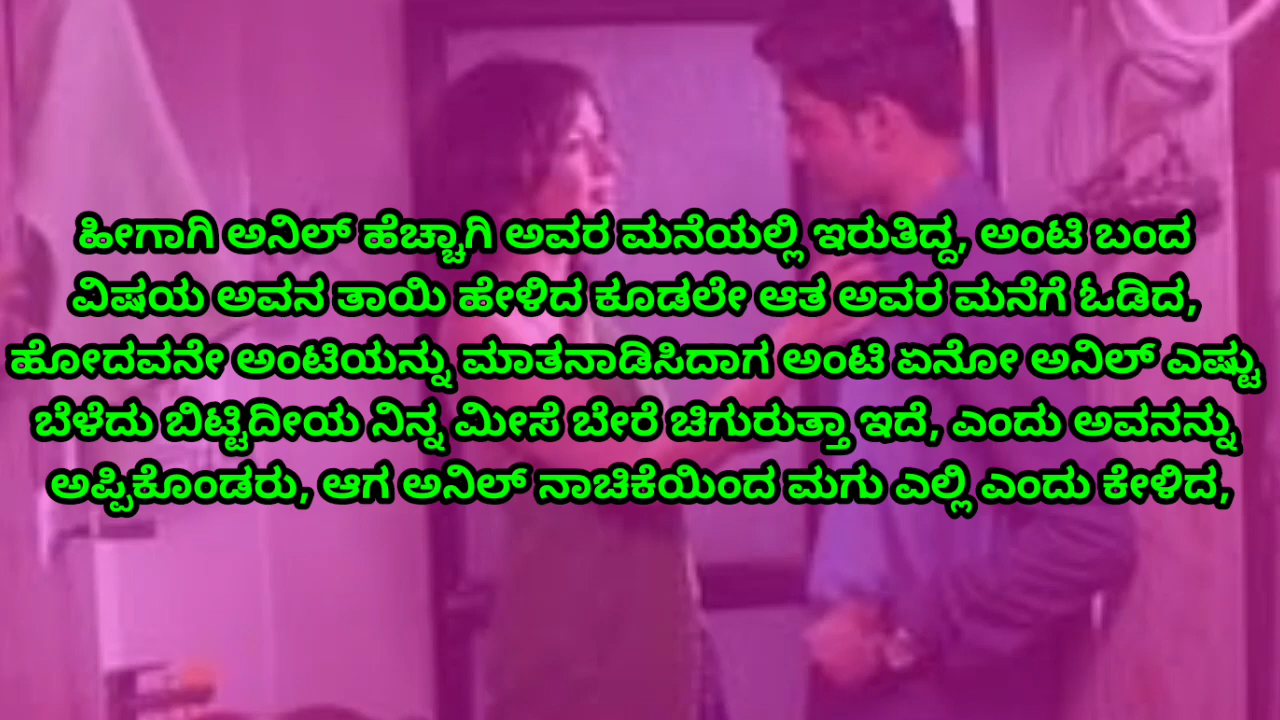 ಹೀಗಾಗಿ ಅನಿಲ್ ಹೆಚ್ಚಾಗಿ ಅವರ ಮನೆಯಲ್ಲಿ ಇರುತಿದ್ದ, ಅಂಟಿ ಬಂದ
ವಿಷಯ ಅವನ ತಾಯಿ ಹೇಳಿದ ಕೂಡಲೇ ಆತ ಅವರ ಮನೆಗೆ ಓಡಿದ,
ಹೋದವನೇ ಅಂಟಿಯನ್ನು ಮಾತನಾಡಿಸಿದಾಗ ಅಂಟಿ ಏನೋ ಅನಿಲ್ ಎಷ್ಟು
ಬೆಳೆದು ಬಿಟ್ಟಿದೀಯ ನಿನ್ನ ಮೀಸೆ ಬೇರೆ ಚಿಗುರುತ್ತಾ ಇದೆ, ಎಂದು ಅವನನ್ನು
ಅಪ್ಪಿಕೊಂಡರು, ಆಗ ಅನಿಲ್ ನಾಚಿಕೆಯಿಂದ ಮಗು ಎಲ್ಲಿ ಎಂದು ಕೇಳಿದ,